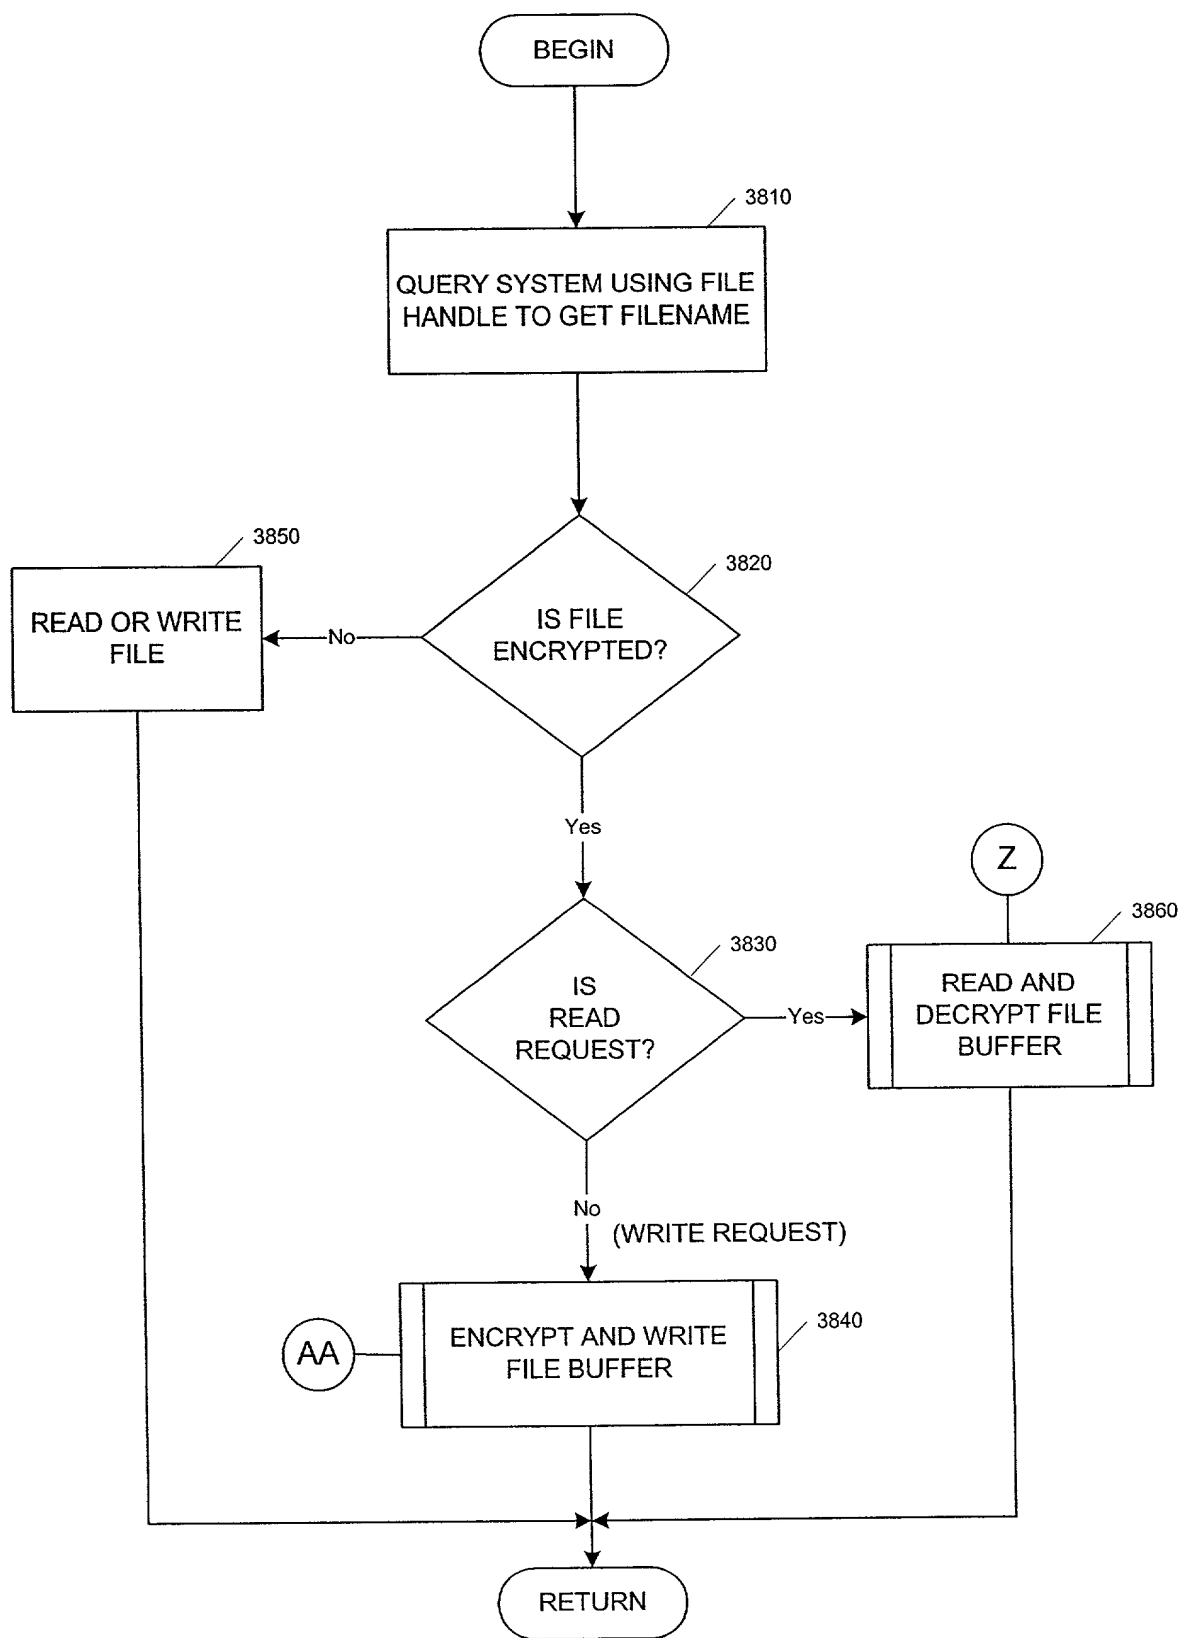 BEGIN
3810
QUERY SYSTEM USING FILE
HANDLE TO GET FILENAME
3850
READ OR WRITE
FILE
No
3820
IS FILE
ENCRYPTED?
Yes
Z
3860
READ AND
DECRYPT FILE
BUFFER
3830
IS
READ
REQUEST?
Yes
No
(WRITE REQUEST)
AA
3840
ENCRYPT AND WRITE
FILE BUFFER
RETURN